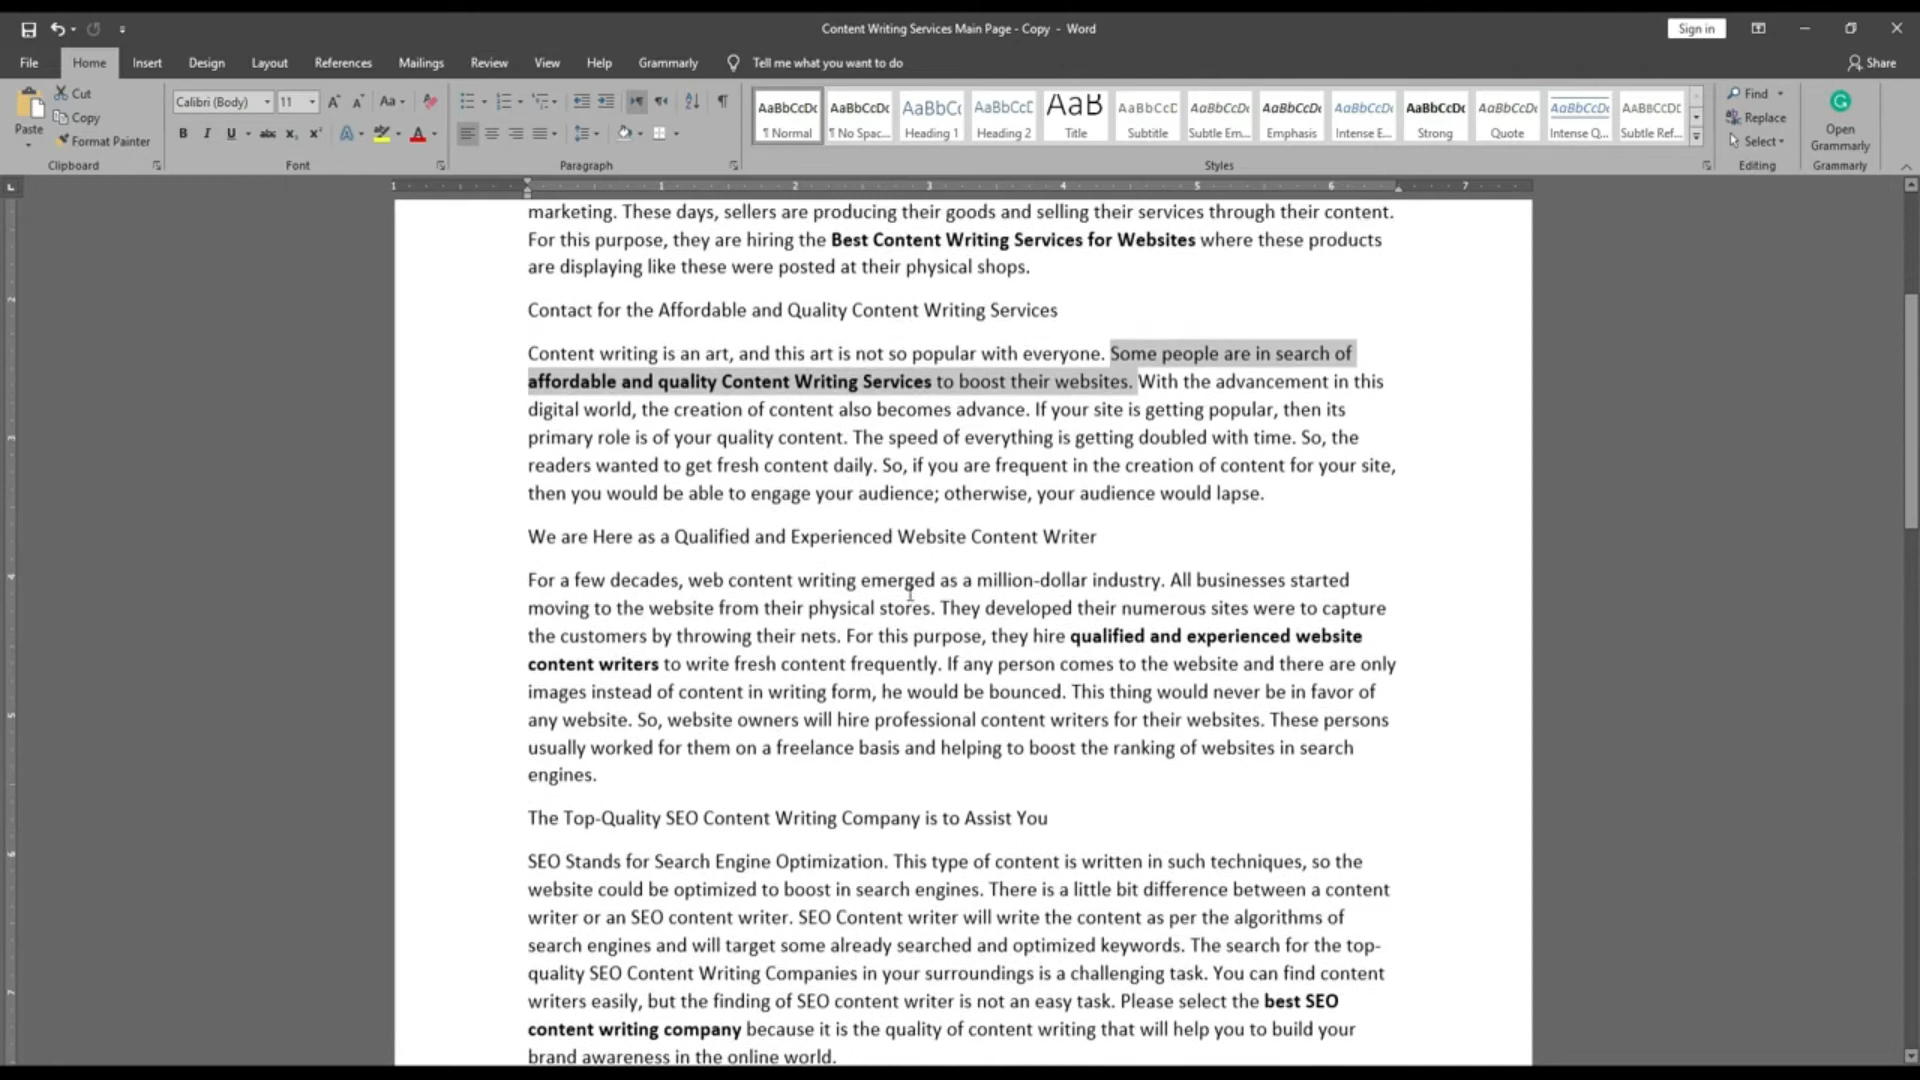 Content Writing Services Main Page - Copy - Word
Sign in
File Home Insert Design Layout References Mailings Review View Help Grammarly Tell me what you want to do
Share
Paste
Cut
Copy
Format Painter
Clipboard
Calibri (Body) 11
Font
Paragraph
AaBbCcDc AaBbCcDc AaBbC( AaBbCcC AaB AaBbCcC AaBbCcDc AaBbCcDc AaBbCcDc AaBbCcDc AaBbCcDc AaBbCcDc AABBCCDC
¶ Normal ¶ No Spac... Heading 1 Heading 2 Title Subtitle Subtle Em... Emphasis Intense E... Strong Quote Intense Q... Subtle Ref...
Styles
Find
Replace
Select
Editing
Open
Grammarly
Grammarly
1 1 2 3 4 5 6 7
marketing. These days, sellers are producing their goods and selling their services through their content.
For this purpose, they are hiring the Best Content Writing Services for Websites where these products
are displaying like these were posted at their physical shops.
Contact for the Affordable and Quality Content Writing Services
Content writing is an art, and this art is not so popular with everyone. Some people are in search of
affordable and quality Content Writing Services to boost their websites. With the advancement in this
digital world, the creation of content also becomes advance. If your site is getting popular, then its
primary role is of your quality content. The speed of everything is getting doubled with time. So, the
readers wanted to get fresh content daily. So, if you are frequent in the creation of content for your site,
then you would be able to engage your audience; otherwise, your audience would lapse.
We are Here as a Qualified and Experienced Website Content Writer
For a few decades, web content writing emerged as a million-dollar industry. All businesses started
moving to the website from their physical stores. They developed their numerous sites were to capture
the customers by throwing their nets. For this purpose, they hire qualified and experienced website
content writers to write fresh content frequently. If any person comes to the website and there are only
images instead of content in writing form, he would be bounced. This thing would never be in favor of
any website. So, website owners will hire professional content writers for their websites. These persons
usually worked for them on a freelance basis and helping to boost the ranking of websites in search
engines.
The Top-Quality SEO Content Writing Company is to Assist You
SEO Stands for Search Engine Optimization. This type of content is written in such techniques, so the
website could be optimized to boost in search engines. There is a little bit difference between a content
writer or an SEO content writer. SEO Content writer will write the content as per the algorithms of
search engines and will target some already searched and optimized keywords. The search for the top-
quality SEO Content Writing Companies in your surroundings is a challenging task. You can find content
writers easily, but the finding of SEO content writer is not an easy task. Please select the best SEO
content writing company because it is the quality of content writing that will help you to build your
brand awareness in the online world.